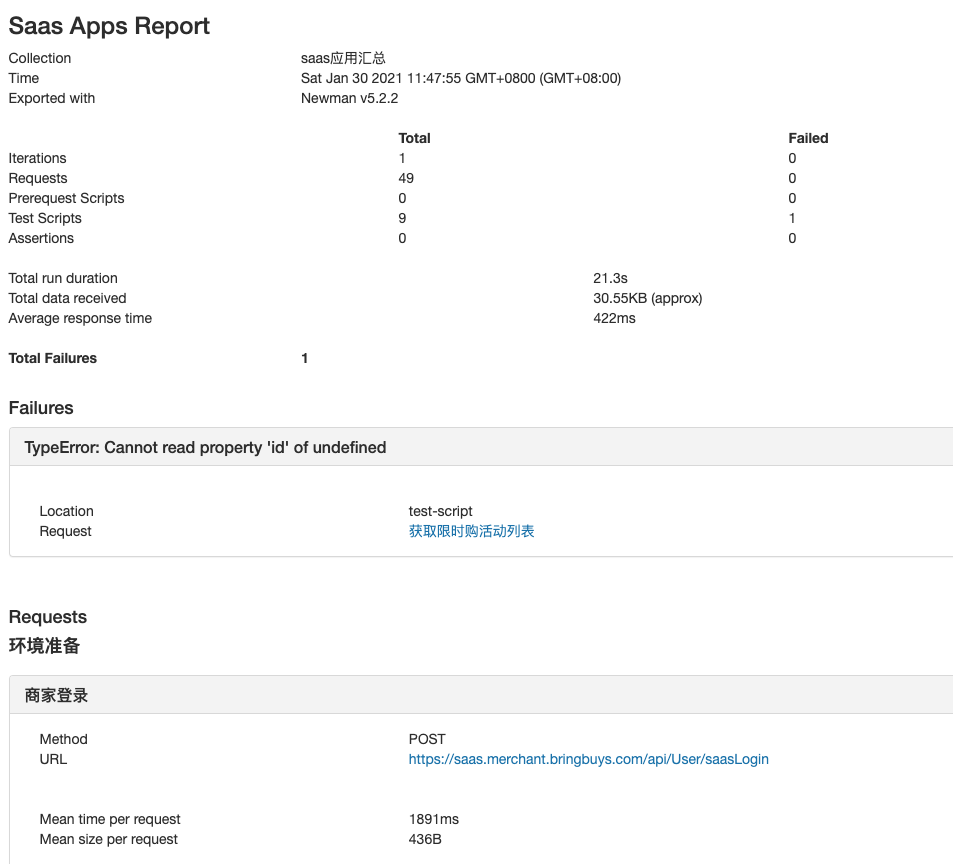 Saas Apps Report
Collection saas应用汇总
Time Sat Jan 30 2021 11:47:55 GMT+0800 (GMT+08:00)
Exported with Newman v5.2.2
Total Failed
Iterations 1 0
Requests 49 0
Prerequest Scripts 0 0
Test Scripts 9 1
Assertions 0 0
Total run duration 21.3s
Total data received 30.55KB (approx)
Average response time 422ms
Total Failures 1
Failures
TypeError: Cannot read property 'id' of undefined
Location test-script
Request 获取限时购活动列表
Requests
环境准备
商家登录
Method POST
URL https://saas.merchant.bringbuys.com/api/User/saasLogin
Mean time per request 1891ms
Mean size per request 436B